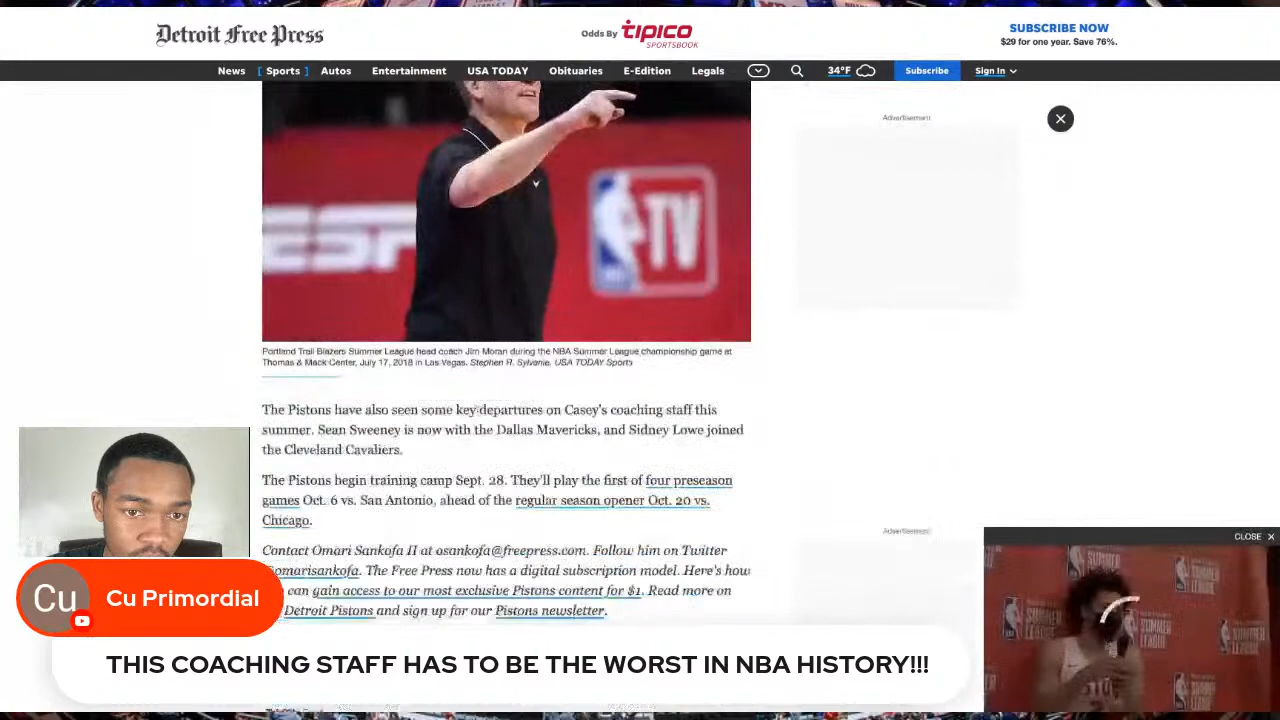 Detroit Free Press
Odds By tipico
SPORTSBOOK
SUBSCRIBE NOW
$29 for one year. Save 76%.
News [ Sports ] Autos Entertainment USA TODAY Obituaries E-Edition Legals 34°F Subscribe Sign In
Advertisement
ESPN
TV
Portland Trail Blazers Summer League head coach Jim Moran during the NBA Summer League championship game at
Thomas & Mack Center, July 17, 2018 in Las Vegas. Stephen R. Sylvanie, USA TODAY Sports
The Pistons have also seen some key departures on Casey's coaching staff this
summer. Sean Sweeney is now with the Dallas Mavericks, and Sidney Lowe joined
the Cleveland Cavaliers.
The Pistons begin training camp Sept. 28. They'll play the first of four preseason
games Oct. 6 vs. San Antonio, ahead of the regular season opener Oct. 20 vs.
Chicago.
Advertisement
CLOSE ✕
Contact Omari Sankofa II at osankofa@freepress.com. Follow him on Twitter
omarisankofa. The Free Press now has a digital subscription model. Here's how
can gain access to our most exclusive Pistons content for $1. Read more on
Detroit Pistons and sign up for our Pistons newsletter.
Cu
Cu Primordial
THIS COACHING STAFF HAS TO BE THE WORST IN NBA HISTORY!!!
SUMMER
LEAGUE